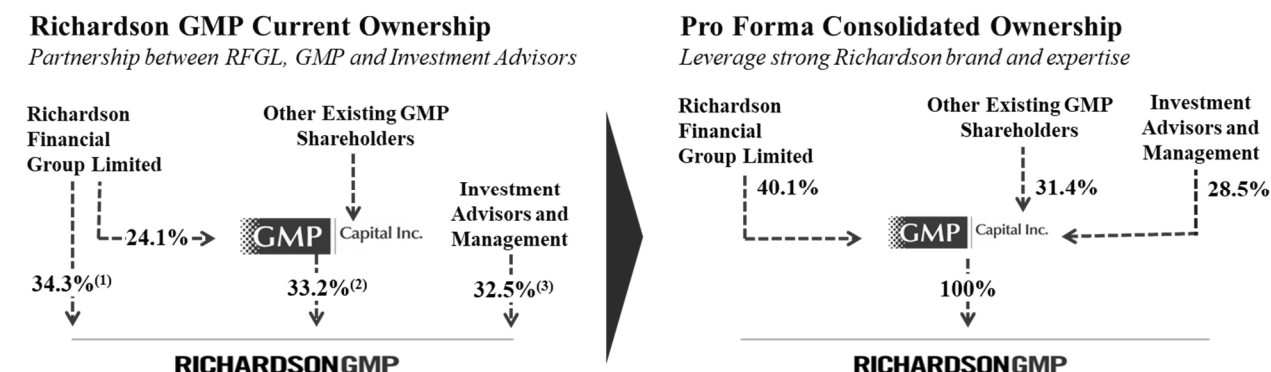 Richardson GMP Current Ownership
Partnership between RFGL, GMP and Investment Advisors
Richardson
Financial
Group Limited
Other Existing GMP
Shareholders
Investment
Advisors and
Management
24.1%
GMP Capital Inc.
34.3%(1)
33.2%(2)
32.5%(3)
RICHARDSONGMP
Pro Forma Consolidated Ownership
Leverage strong Richardson brand and expertise
Richardson
Financial
Group Limited
Other Existing GMP
Shareholders
Investment
Advisors and
Management
40.1%
31.4%
28.5%
GMP Capital Inc.
100%
RICHARDSONGMP